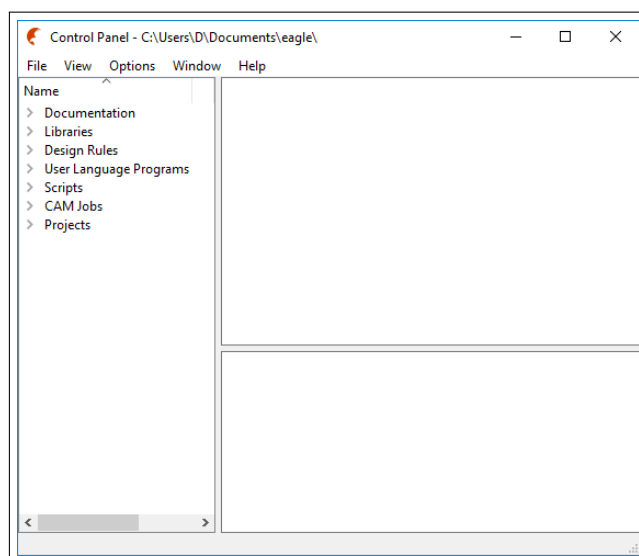 Control Panel - C:\Users\D\Documents\eagle\
File View Options Window Help
Name
Documentation
Libraries
Design Rules
User Language Programs
Scripts
CAM Jobs
Projects